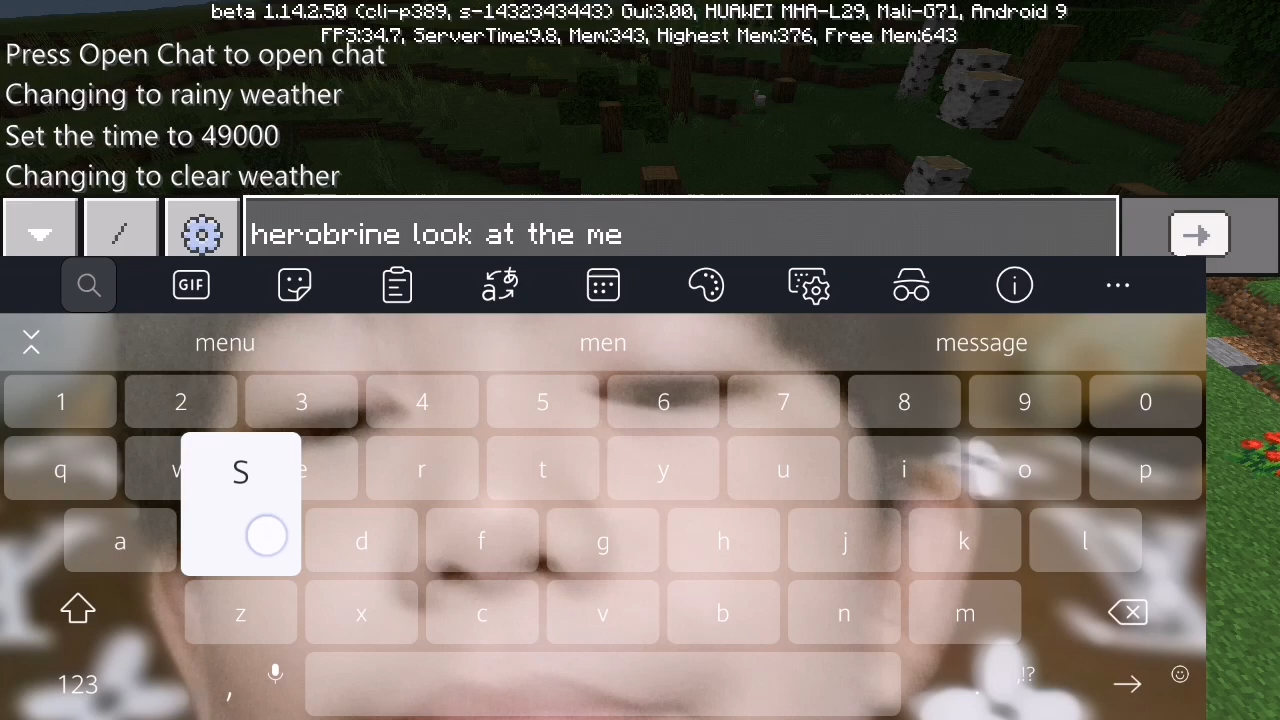 beta 1.14.2.50 (cli-p389, s-1432343443) Gui:3.00, HUAWEI MHA-L29, Mali-G71, Android 9
FPS:34.7, ServerTime:9.8, Mem:343, Highest Mem:376, Free Mem:643
Press Open Chat to open chat
Changing to rainy weather
Set the time to 49000
Changing to clear weather
/ herobrine look at the me
GIF aあ
menu men message
1 2 3 4 5 6 7 8 9 0
q w e r t y u i o p
a S d f g h j k l
z x c v b n m
123 , . ,!?